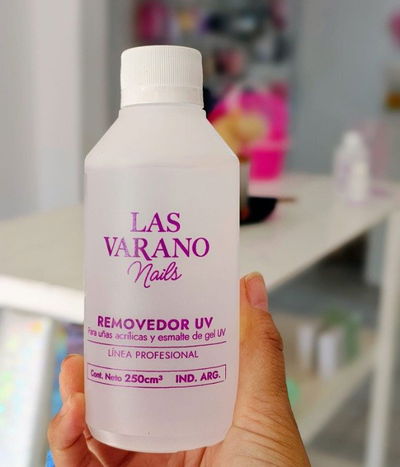 LAS
VARANO
Nails
REMOVEDOR UV
Para uñas acrílicas y esmalte de gel UV
LÍNEA PROFESIONAL
Cont. Neto 250cm³ IND. ARG.